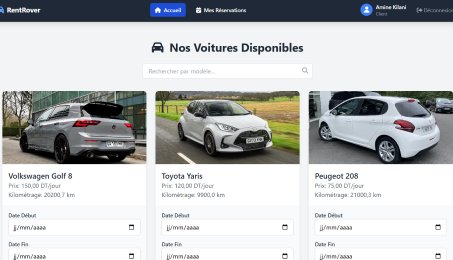 RentRover
Accueil
Mes Réservations
Amine Kilani
Client
Déconnexion
Nos Voitures Disponibles
Rechercher par modèle...
Volkswagen Golf 8
Prix: 150,00 DT/jour
Kilométrage: 20200,7 km
Date Début
jj/mm/aaaa
Date Fin
jj/mm/aaaa
Toyota Yaris
Prix: 120,00 DT/jour
Kilométrage: 9900,0 km
Date Début
jj/mm/aaaa
Date Fin
jj/mm/aaaa
Peugeot 208
Prix: 75,00 DT/jour
Kilométrage: 21000,3 km
Date Début
jj/mm/aaaa
Date Fin
jj/mm/aaaa